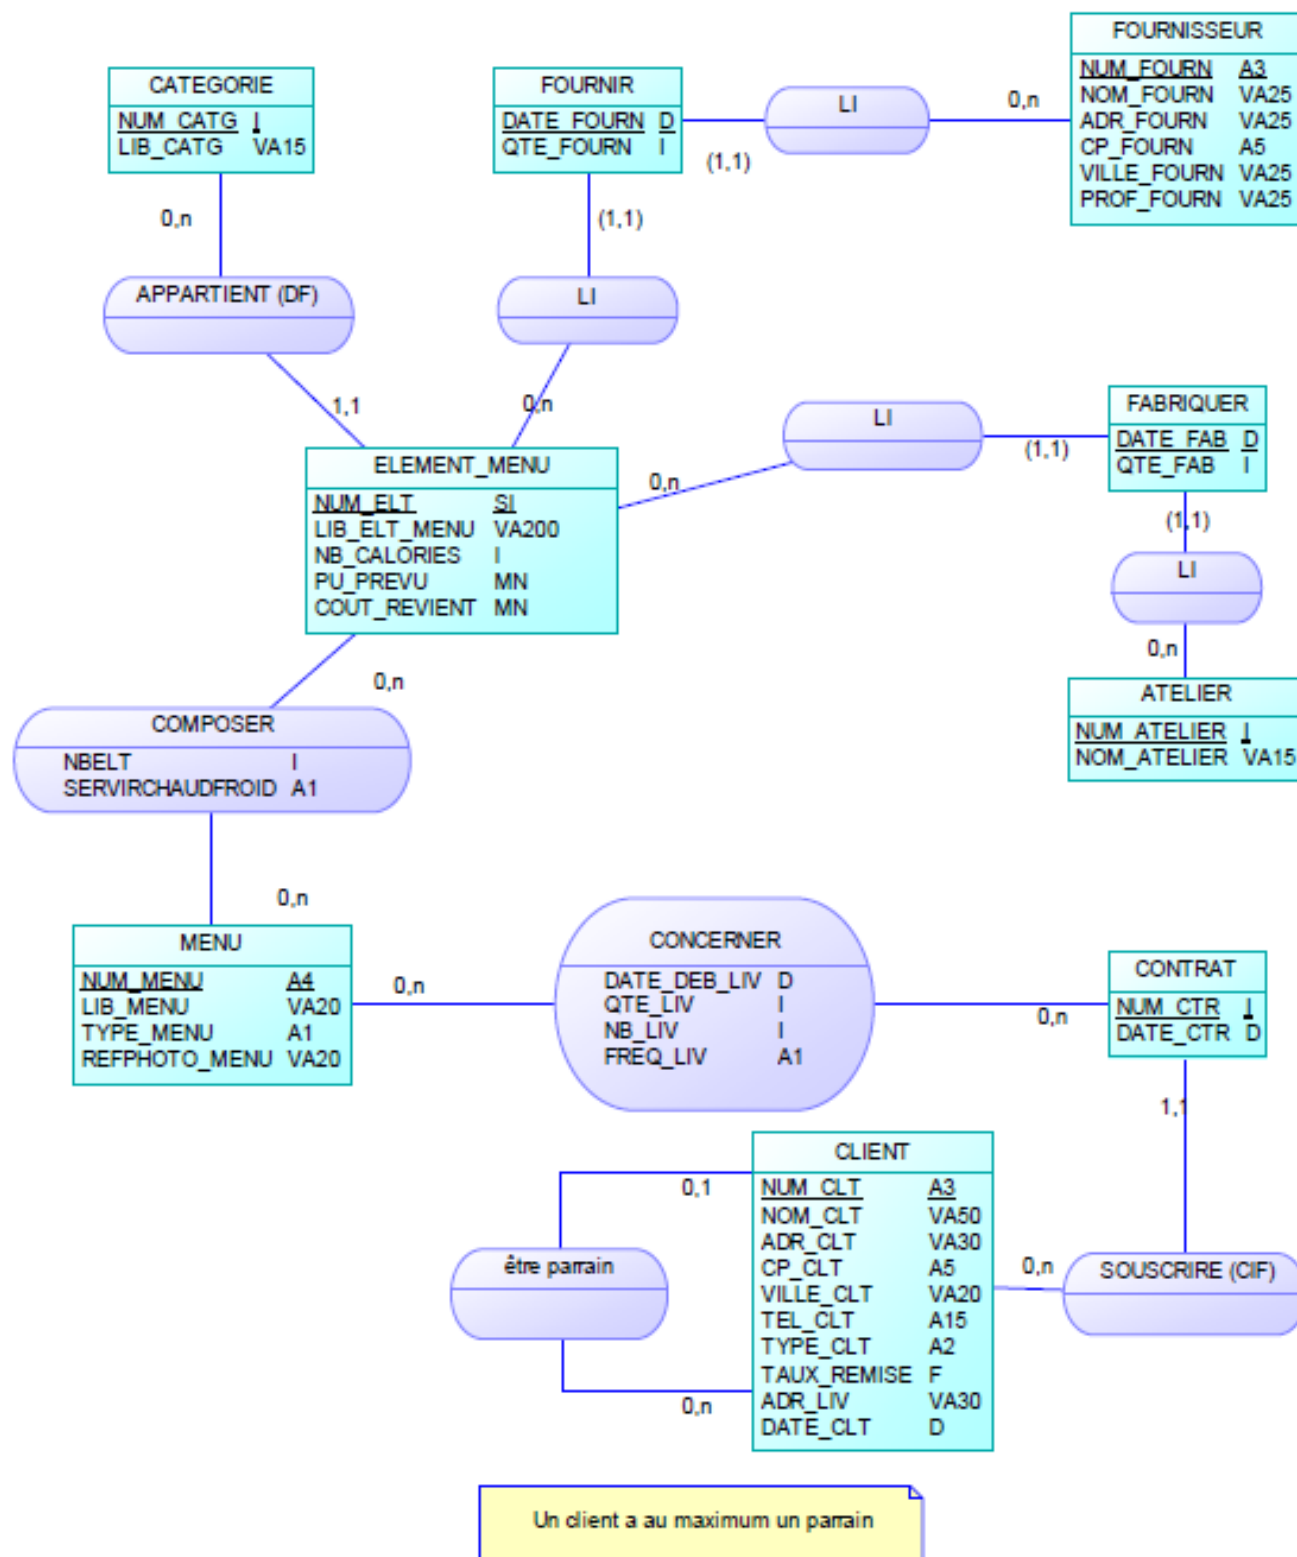 FOURNISSEUR
NUM_FOURN A3
NOM_FOURN VA25
ADR_FOURN VA25
CP_FOURN A5
VILLE_FOURN VA25
PROF_FOURN VA25
CATEGORIE
NUM_CATG I
LIB_CATG VA15
FOURNIR
DATE_FOURN D
QTE_FOURN I
LI
0,n
(1,1)
0,n
(1,1)
APPARTIENT (DF)
LI
1,1
0,n
LI
FABRIQUER
DATE_FAB D
QTE_FAB I
(1,1)
0,n
ELEMENT_MENU
NUM_ELT SI
LIB_ELT_MENU VA200
NB_CALORIES I
PU_PREVU MN
COUT_REVIENT MN
(1,1)
LI
0,n
ATELIER
NUM_ATELIER I
NOM_ATELIER VA15
0,n
COMPOSER
NBELT I
SERVIRCHAUDFROID A1
0,n
MENU
NUM_MENU A4
LIB_MENU VA20
TYPE_MENU A1
REFPHOTO_MENU VA20
0,n
CONCERNER
DATE_DEB_LIV D
QTE_LIV I
NB_LIV I
FREQ_LIV A1
0,n
CONTRAT
NUM_CTR I
DATE_CTR D
1,1
CLIENT
NUM_CLT A3
NOM_CLT VA50
ADR_CLT VA30
CP_CLT A5
VILLE_CLT VA20
TEL_CLT A15
TYPE_CLT A2
TAUX_REMISE F
ADR_LIV VA30
DATE_CLT D
0,1
être parrain
0,n
0,n
SOUSCRIRE (CIF)
Un client a au maximum un parrain